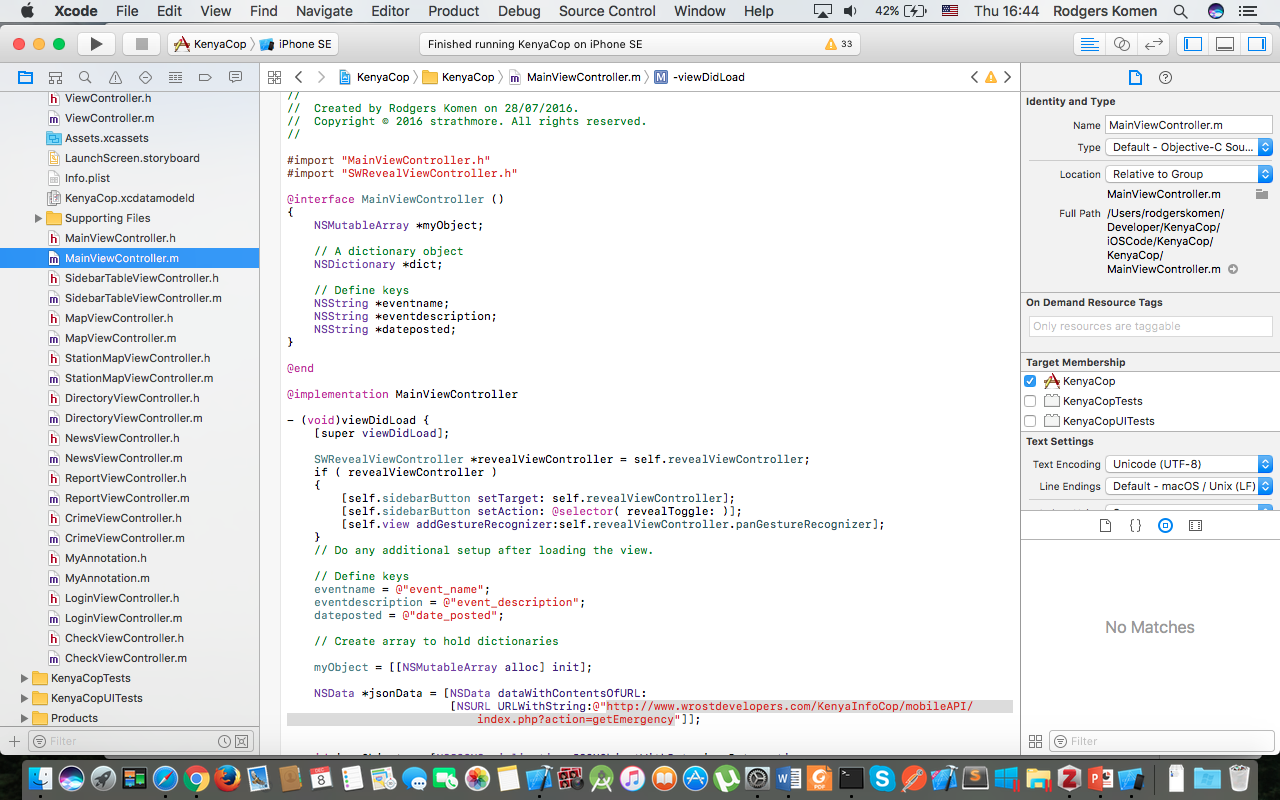 Xcode File Edit View Find Navigate Editor Product Debug Source Control Window Help 42% Thu 16:44 Rodgers Komen
KenyaCop iPhone SE Finished running KenyaCop on iPhone SE 33
KenyaCop KenyaCop MainViewController.m M -viewDidLoad
ViewController.h
ViewController.m
Assets.xcassets
LaunchScreen.storyboard
Info.plist
KenyaCop.xcdatamodeld
Supporting Files
MainViewController.h
MainViewController.m
SidebarTableViewController.h
SidebarTableViewController.m
MapViewController.h
MapViewController.m
StationMapViewController.h
StationMapViewController.m
DirectoryViewController.h
DirectoryViewController.m
NewsViewController.h
NewsViewController.m
ReportViewController.h
ReportViewController.m
CrimeViewController.h
CrimeViewController.m
MyAnnotation.h
MyAnnotation.m
LoginViewController.h
LoginViewController.m
CheckViewController.h
CheckViewController.m
KenyaCopTests
KenyaCopUITests
Products
Filter
//
//  Created by Rodgers Komen on 28/07/2016.
//  Copyright © 2016 strathmore. All rights reserved.
//
#import "MainViewController.h"
#import "SWRevealViewController.h"
@interface MainViewController ()
{
NSMutableArray *myObject;
// A dictionary object
NSDictionary *dict;
// Define keys
NSString *eventname;
NSString *eventdescription;
NSString *dateposted;
}
@end
@implementation MainViewController
- (void)viewDidLoad {
[super viewDidLoad];
SWRevealViewController *revealViewController = self.revealViewController;
if ( revealViewController )
{
[self.sidebarButton setTarget: self.revealViewController];
[self.sidebarButton setAction: @selector( revealToggle: )];
[self.view addGestureRecognizer:self.revealViewController.panGestureRecognizer];
}
// Do any additional setup after loading the view.
// Define keys
eventname = @"event_name";
eventdescription = @"event_description";
dateposted = @"date_posted";
// Create array to hold dictionaries
myObject = [[NSMutableArray alloc] init];
NSData *jsonData = [NSData dataWithContentsOfURL:
[NSURL URLWithString:@"http://www.wrostdevelopers.com/KenyaInfoCop/mobileAPI/
index.php?action=getEmergency"]];
Identity and Type
Name MainViewController.m
Type Default - Objective-C Sou...
Location Relative to Group
MainViewController.m
Full Path /Users/rodgerskomen/
Developer/KenyaCop/
iOSCode/KenyaCop/
KenyaCop/
MainViewController.m
On Demand Resource Tags
Only resources are taggable
Target Membership
KenyaCop
KenyaCopTests
KenyaCopUITests
Text Settings
Text Encoding Unicode (UTF-8)
Line Endings Default - macOS / Unix (LF)
No Matches
Filter